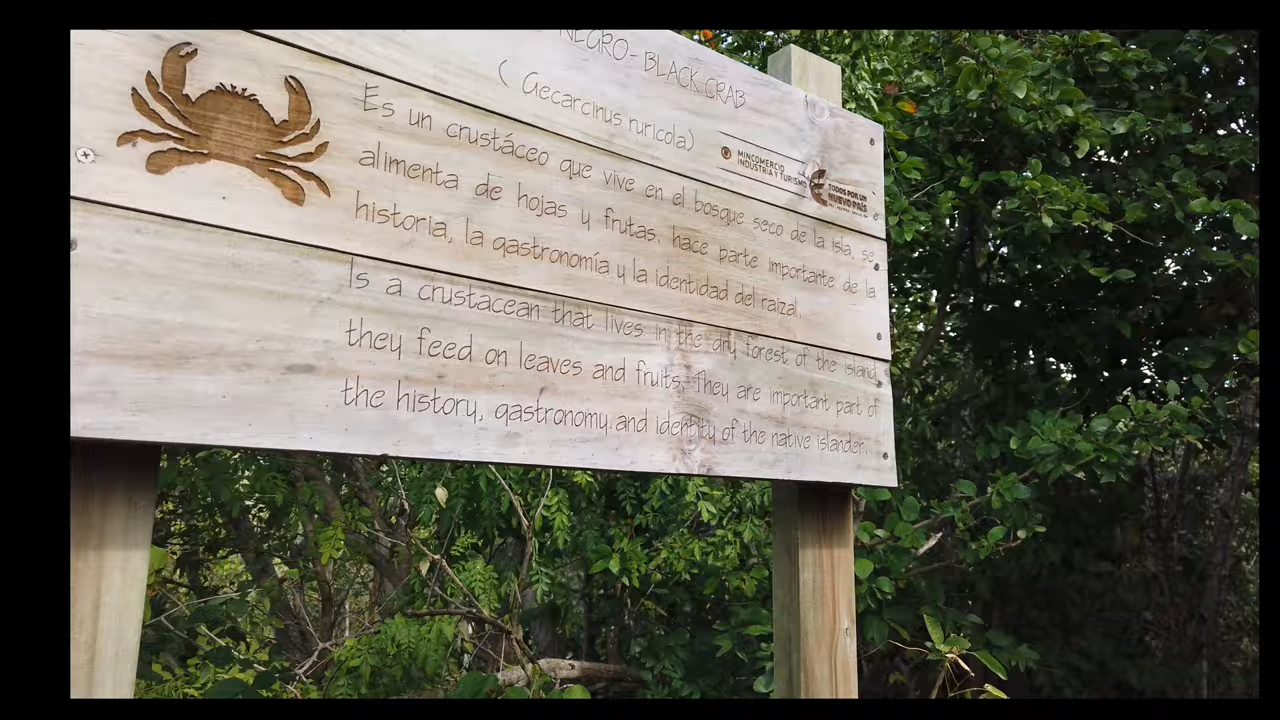 NEGRO - BLACK CRAB
( Gecarcinus ruricola)
MINCOMERCIO
INDUSTRIA Y TURISMO
TODOS POR UN
NUEVO PAÍS
Es un crustáceo que vive en el bosque seco de la isla, se
alimenta de hojas y frutas, hace parte importante de la
historia, la gastronomía y la identidad del raizal.
Is a crustacean that lives in the dry forest of the island,
they feed on leaves and fruits. They are important part of
the history, gastronomy and identity of the native islander.